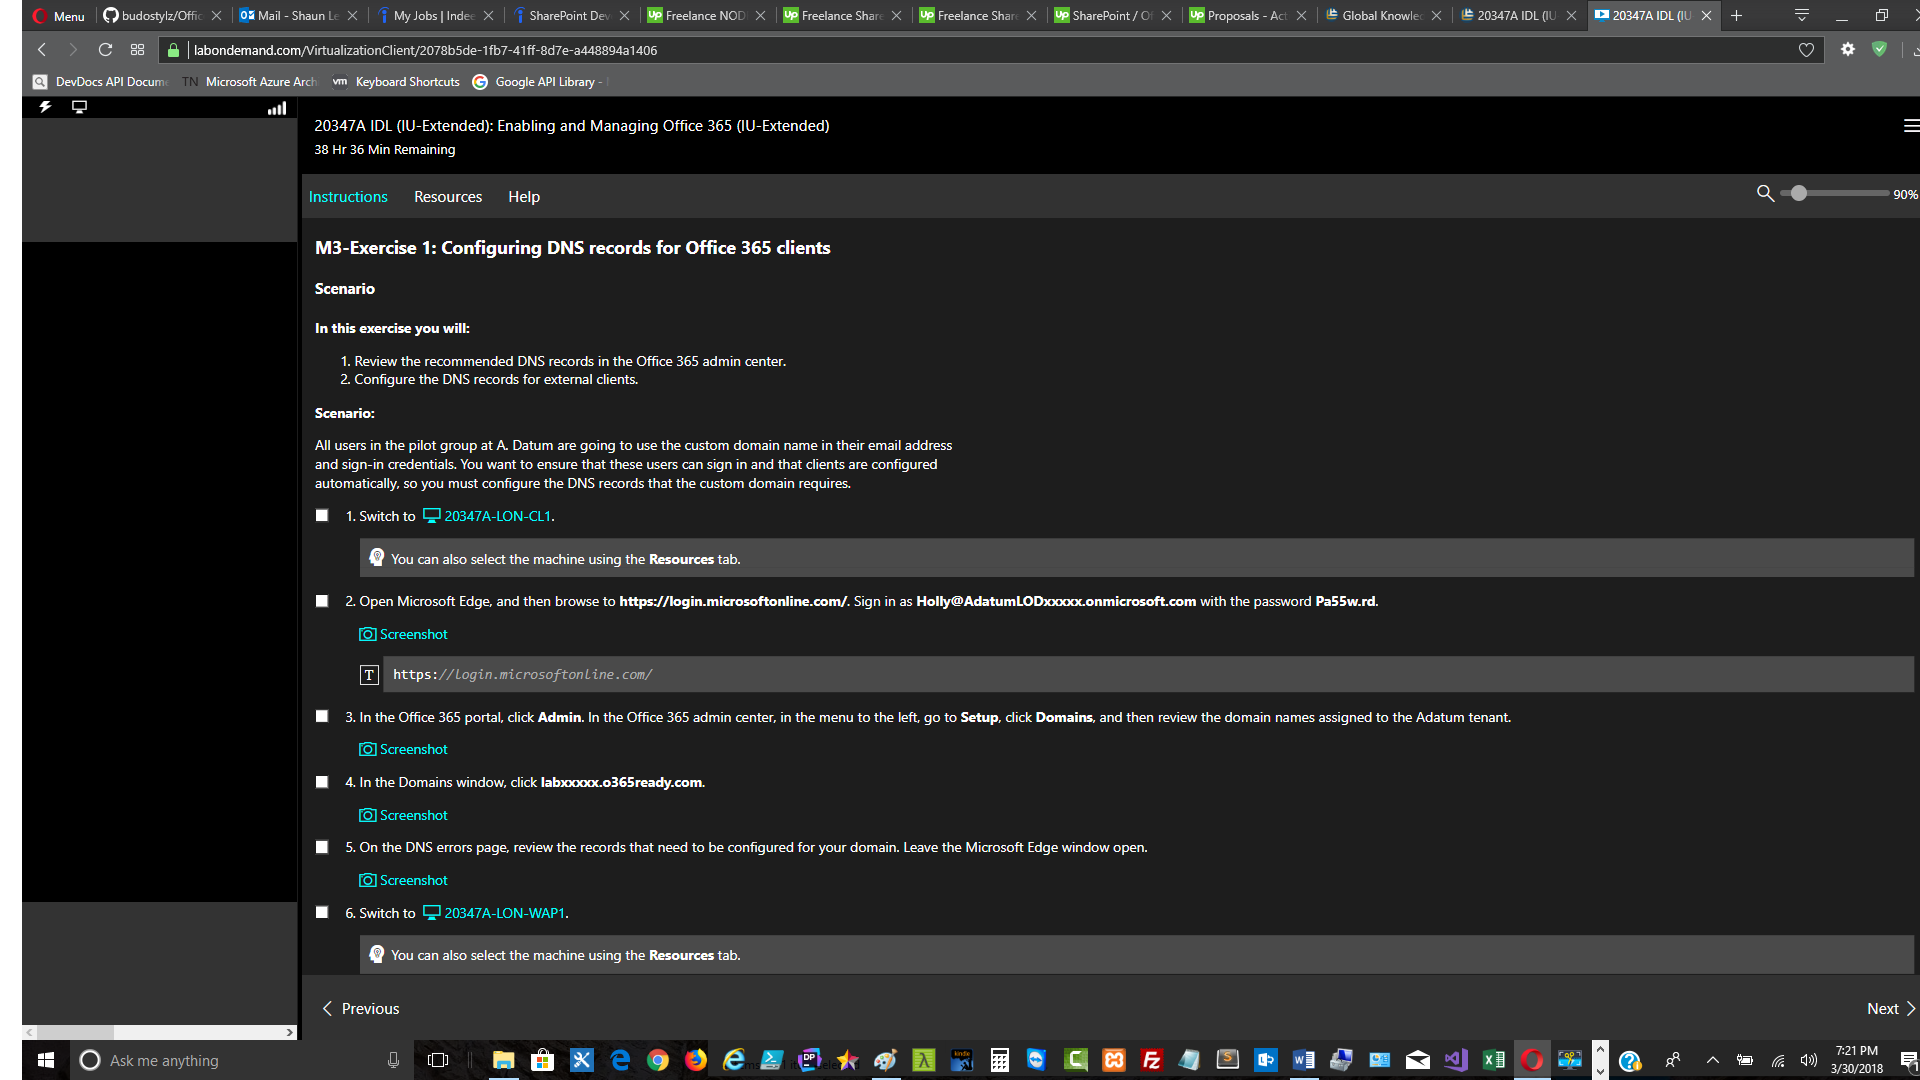 Menu
budostylz/Offic
Mail - Shaun Le
My Jobs | Indee
SharePoint Dev
Freelance NOD
Freelance Share
Freelance Share
SharePoint / Of
Proposals - Act
Global Knowlec
20347A IDL (IU
20347A IDL (IU
labondemand.com/VirtualizationClient/2078b5de-1fb7-41ff-8d7e-a448894a1406
DevDocs API Docume
TN Microsoft Azure Arch
vm Keyboard Shortcuts
Google API Library -
20347A IDL (IU-Extended): Enabling and Managing Office 365 (IU-Extended)
38 Hr 36 Min Remaining
Instructions Resources Help
90%
M3-Exercise 1: Configuring DNS records for Office 365 clients
Scenario
In this exercise you will:
1. Review the recommended DNS records in the Office 365 admin center.
2. Configure the DNS records for external clients.
Scenario:
All users in the pilot group at A. Datum are going to use the custom domain name in their email address
and sign-in credentials. You want to ensure that these users can sign in and that clients are configured
automatically, so you must configure the DNS records that the custom domain requires.
1. Switch to 20347A-LON-CL1.
You can also select the machine using the Resources tab.
2. Open Microsoft Edge, and then browse to https://login.microsoftonline.com/. Sign in as Holly@AdatumLODxxxxx.onmicrosoft.com with the password Pa55w.rd.
Screenshot
T https://login.microsoftonline.com/
3. In the Office 365 portal, click Admin. In the Office 365 admin center, in the menu to the left, go to Setup, click Domains, and then review the domain names assigned to the Adatum tenant.
Screenshot
4. In the Domains window, click labxxxxx.o365ready.com.
Screenshot
5. On the DNS errors page, review the records that need to be configured for your domain. Leave the Microsoft Edge window open.
Screenshot
6. Switch to 20347A-LON-WAP1.
You can also select the machine using the Resources tab.
Previous
Next
Ask me anything
7:21 PM
3/30/2018